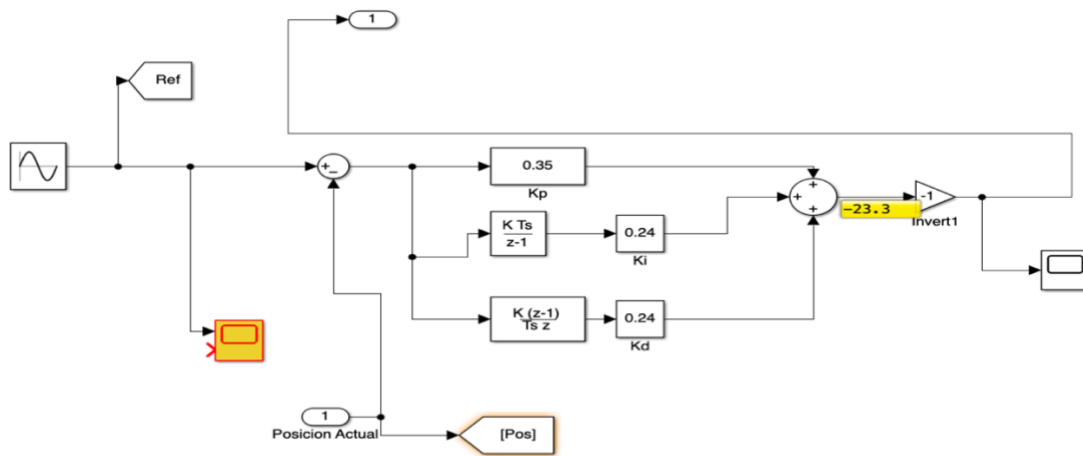 1
Ref
+
−
0.35
Kp
K Ts
z-1
0.24
Ki
K (z-1)
Ts z
0.24
Kd
+
+
+
-23.3
-1
Invert1
1
Posicion Actual
[Pos]